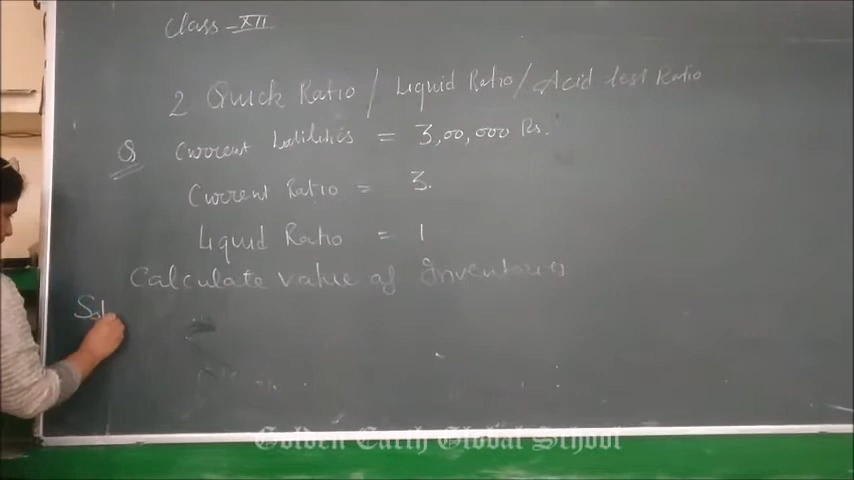 Class - XII
2 Quick Ratio / Liquid Ratio / Acid test Ratio
Q Current Liabilities = 3,00,000 Rs.
Current Ratio = 3.
Liquid Ratio = 1
Calculate value of Inventories
Sol
Golden Earth Global School